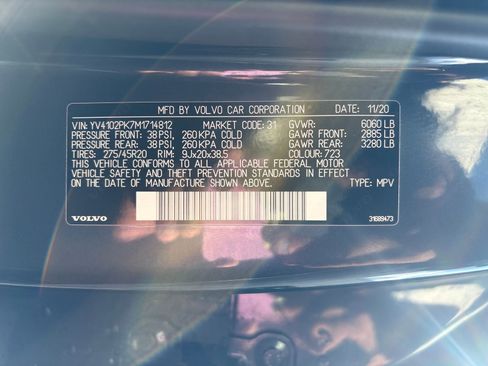 MFD BY VOLVO CAR CORPORATION DATE: 11/20
VIN: YV4102PK7M1714812 MARKET CODE: 31 GVWR: 6060 LB
PRESSURE FRONT: 38 PSI, 260 KPA COLD GAWR FRONT: 2885 LB
PRESSURE REAR: 38 PSI, 260 KPA COLD GAWR REAR: 3280 LB
TIRES: 275/45R20 RIM: 9Jx20x38.5 COLOUR: 723
THIS VEHICLE CONFORMS TO ALL APPLICABLE FEDERAL MOTOR
VEHICLE SAFETY AND THEFT PREVENTION STANDARDS IN EFFECT
ON THE DATE OF MANUFACTURE SHOWN ABOVE. TYPE: MPV
VOLVO 31689473